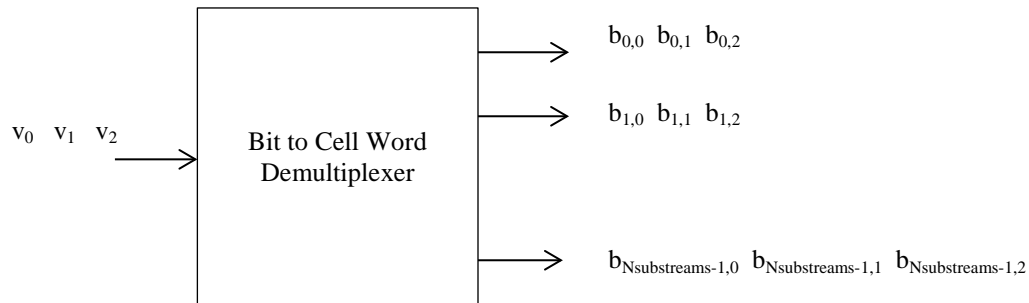 b0,0 b0,1 b0,2
b1,0 b1,1 b1,2
v0 v1 v2
Bit to Cell Word
Demultiplexer
bNsubstreams-1,0 bNsubstreams-1,1 bNsubstreams-1,2